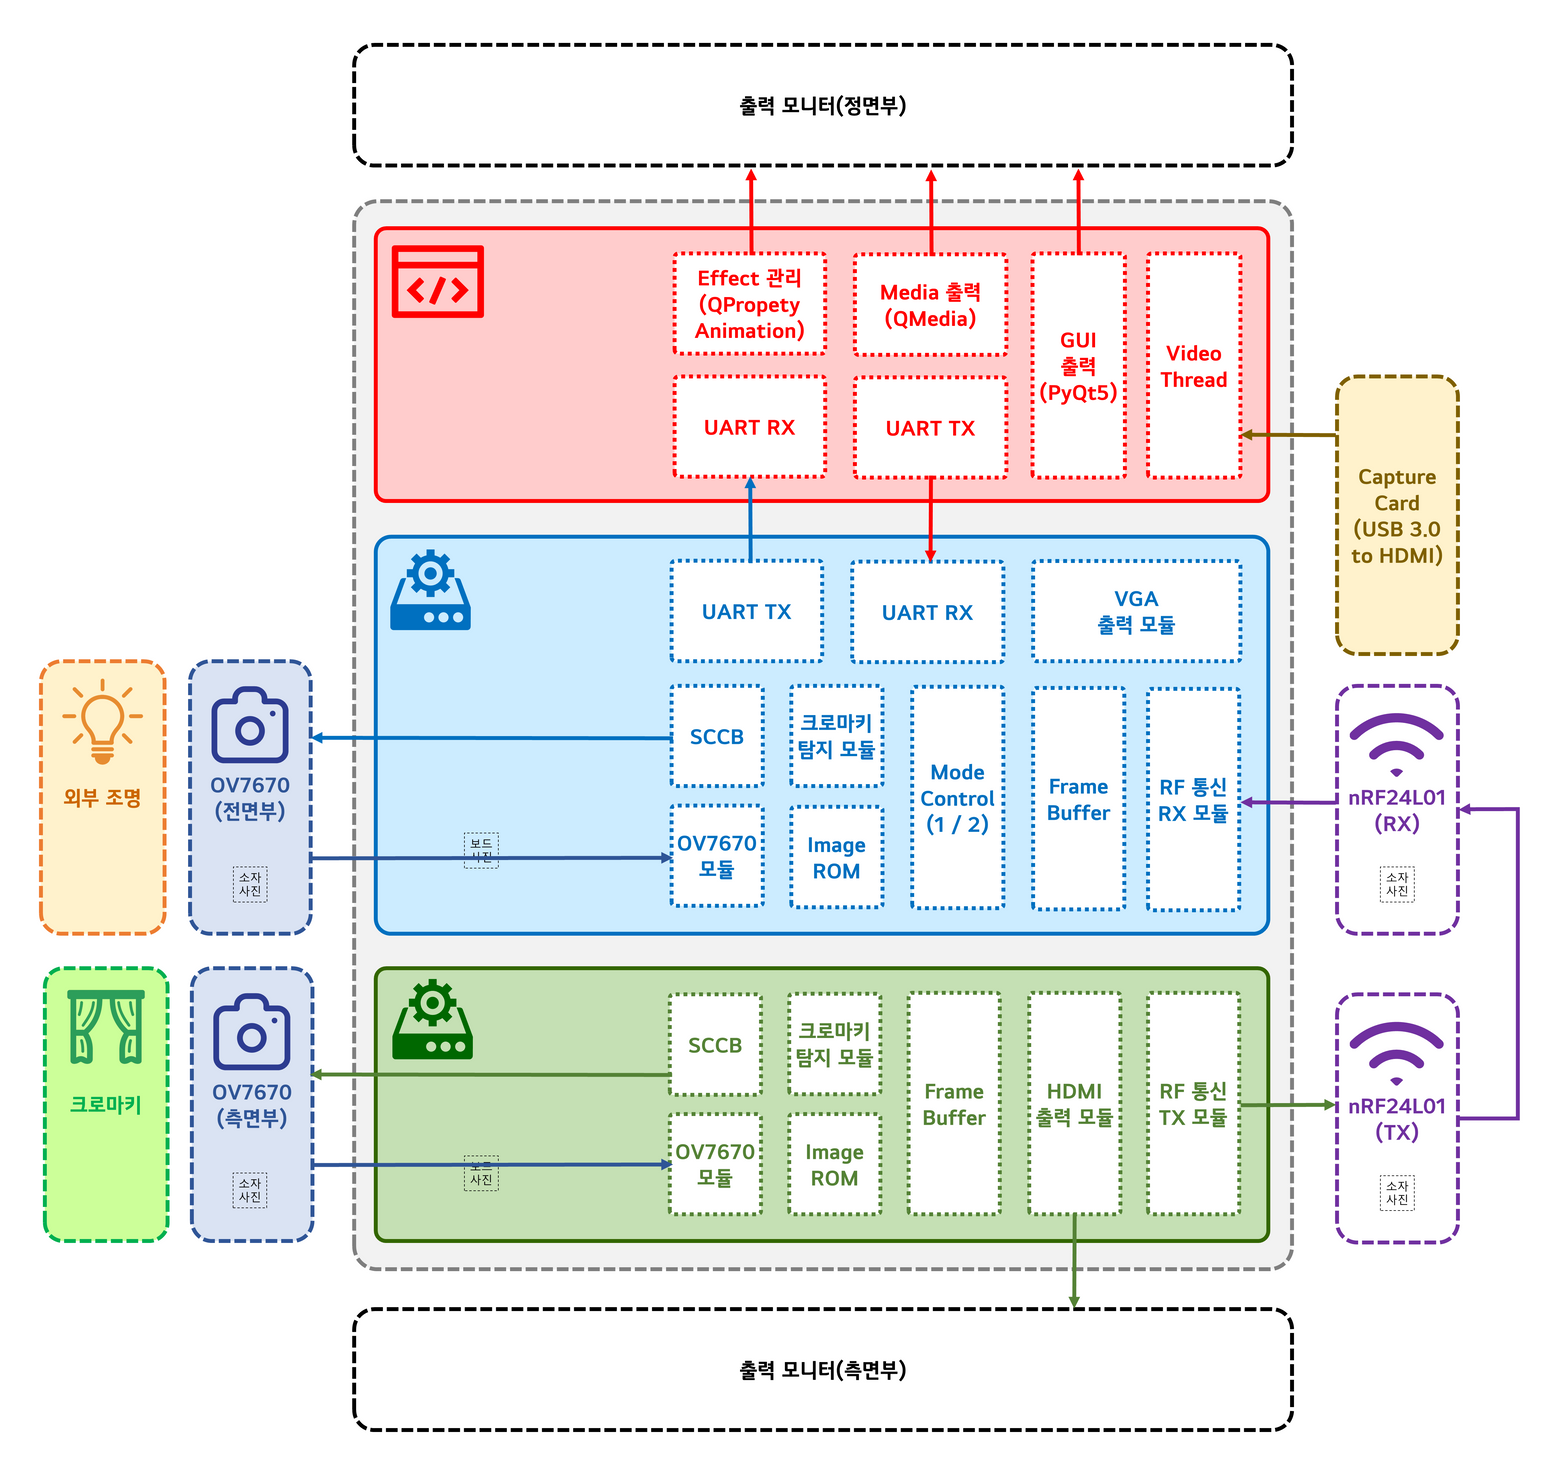 출력 모니터(정면부)
Effect 관리
(QPropety
Animation)
Media 출력
(QMedia)
GUI
출력
(PyQt5)
Video
Thread
UART RX
UART TX
Capture
Card
(USB 3.0
to HDMI)
UART TX
UART RX
VGA
출력 모듈
SCCB
크로마키
탐지 모듈
Mode
Control
(1 / 2)
Frame
Buffer
RF 통신
RX 모듈
OV7670
모듈
Image
ROM
외부 조명
OV7670
(전면부)
소자
사진
보드
사진
nRF24L01
(RX)
소자
사진
크로마키
OV7670
(측면부)
소자
사진
보드
사진
SCCB
크로마키
탐지 모듈
Frame
Buffer
HDMI
출력 모듈
RF 통신
TX 모듈
OV7670
모듈
Image
ROM
nRF24L01
(TX)
소자
사진
출력 모니터(측면부)